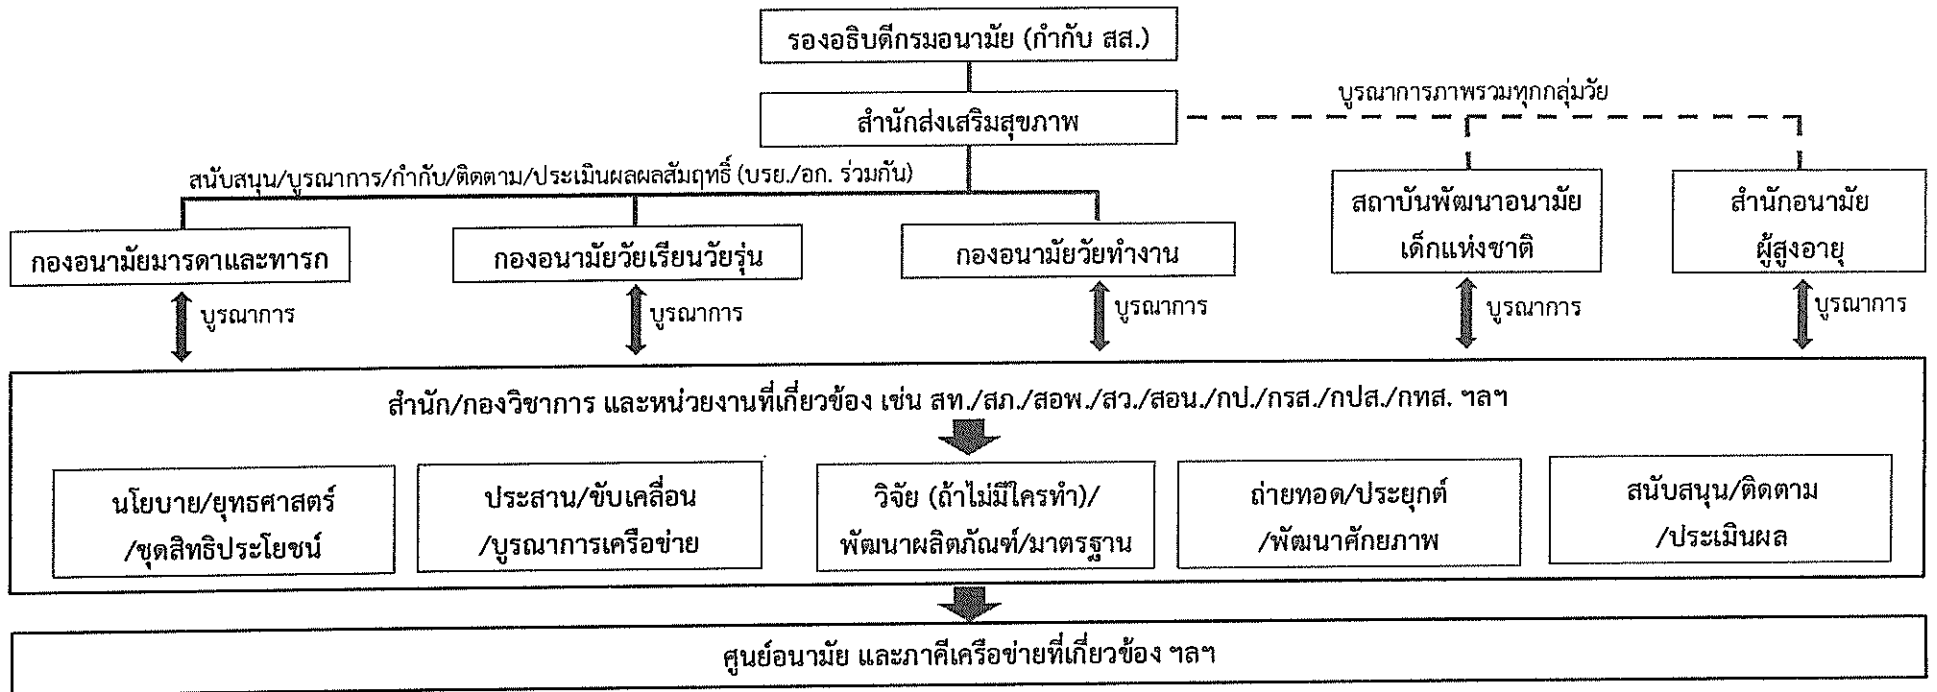 รองอธิบดีกรมอนามัย (กำกับ สส.)
สำนักส่งเสริมสุขภาพ
บูรณาการภาพรวมทุกกลุ่มวัย
สนับสนุน/บูรณาการ/กำกับ/ติดตาม/ประเมินผลผลสัมฤทธิ์ (บรย./อก. ร่วมกัน)
กองอนามัยมารดาและทารก
กองอนามัยวัยเรียนวัยรุ่น
กองอนามัยวัยทำงาน
สถาบันพัฒนาอนามัย
เด็กแห่งชาติ
สำนักอนามัย
ผู้สูงอายุ
บูรณาการ
บูรณาการ
บูรณาการ
บูรณาการ
บูรณาการ
สำนัก/กองวิชาการ และหน่วยงานที่เกี่ยวข้อง เช่น สท./สภ./สอพ./สว./สอน./กป./กรส./กปส./กทส. ฯลฯ
นโยบาย/ยุทธศาสตร์
/ชุดสิทธิประโยชน์
ประสาน/ขับเคลื่อน
/บูรณาการเครือข่าย
วิจัย (ถ้าไม่มีใครทำ)/
พัฒนาผลิตภัณฑ์/มาตรฐาน
ถ่ายทอด/ประยุกต์
/พัฒนาศักยภาพ
สนับสนุน/ติดตาม
/ประเมินผล
ศูนย์อนามัย และภาคีเครือข่ายที่เกี่ยวข้อง ฯลฯ